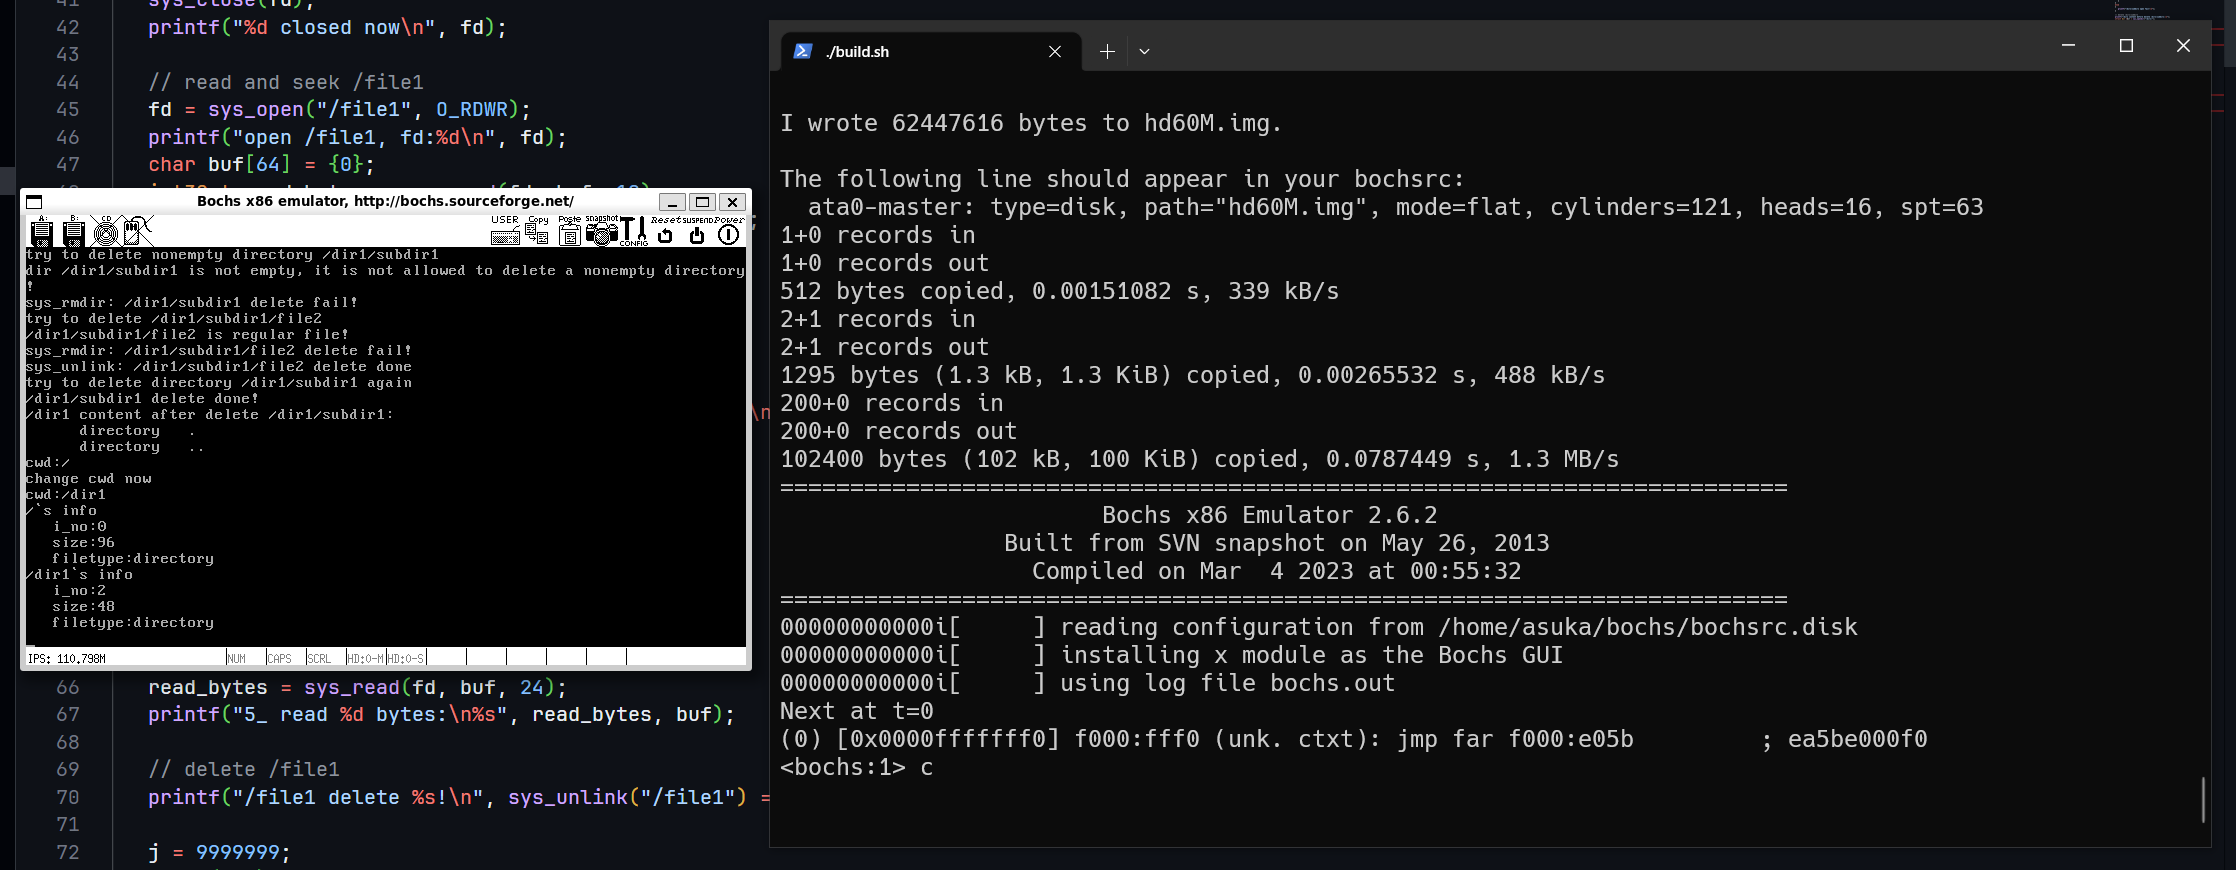 41 sys_close(fd);
42 printf("%d closed now\n", fd);
43
44 // read and seek /file1
45 fd = sys_open("/file1", O_RDWR);
46 printf("open /file1, fd:%d\n", fd);
47 char buf[64] = {0};
Bochs x86 emulator, http://bochs.sourceforge.net/
A: B: CD USER Copy Paste snapshot CONFIG Reset SUSPEND Power
try to delete nonempty directory /dir1/subdir1
dir /dir1/subdir1 is not empty, it is not allowed to delete a nonempty directory
!
sys_rmdir: /dir1/subdir1 delete fail!
try to delete /dir1/subdir1/file2
/dir1/subdir1/file2 is regular file!
sys_rmdir: /dir1/subdir1/file2 delete fail!
sys_unlink: /dir1/subdir1/file2 delete done
try to delete directory /dir1/subdir1 again
/dir1/subdir1 delete done!
/dir1 content after delete /dir1/subdir1:
directory .
directory ..
cwd:/
change cwd now
cwd:/dir1
/`s info
i_no:0
size:96
filetype:directory
/dir1`s info
i_no:2
size:48
filetype:directory
IPS: 110.798M NUM CAPS SCRL HD:0-M HD:0-S
\n
66 read_bytes = sys_read(fd, buf, 24);
67 printf("5_ read %d bytes:\n%s", read_bytes, buf);
68
69 // delete /file1
70 printf("/file1 delete %s!\n", sys_unlink("/file1") =
71
72 j = 9999999;
./build.sh
I wrote 62447616 bytes to hd60M.img.
The following line should appear in your bochsrc:
ata0-master: type=disk, path="hd60M.img", mode=flat, cylinders=121, heads=16, spt=63
1+0 records in
1+0 records out
512 bytes copied, 0.00151082 s, 339 kB/s
2+1 records in
2+1 records out
1295 bytes (1.3 kB, 1.3 KiB) copied, 0.00265532 s, 488 kB/s
200+0 records in
200+0 records out
102400 bytes (102 kB, 100 KiB) copied, 0.0787449 s, 1.3 MB/s
========================================================================
Bochs x86 Emulator 2.6.2
Built from SVN snapshot on May 26, 2013
Compiled on Mar  4 2023 at 00:55:32
========================================================================
00000000000i[     ] reading configuration from /home/asuka/bochs/bochsrc.disk
00000000000i[     ] installing x module as the Bochs GUI
00000000000i[     ] using log file bochs.out
Next at t=0
(0) [0x0000fffffff0] f000:fff0 (unk. ctxt): jmp far f000:e05b         ; ea5be000f0
<bochs:1> c